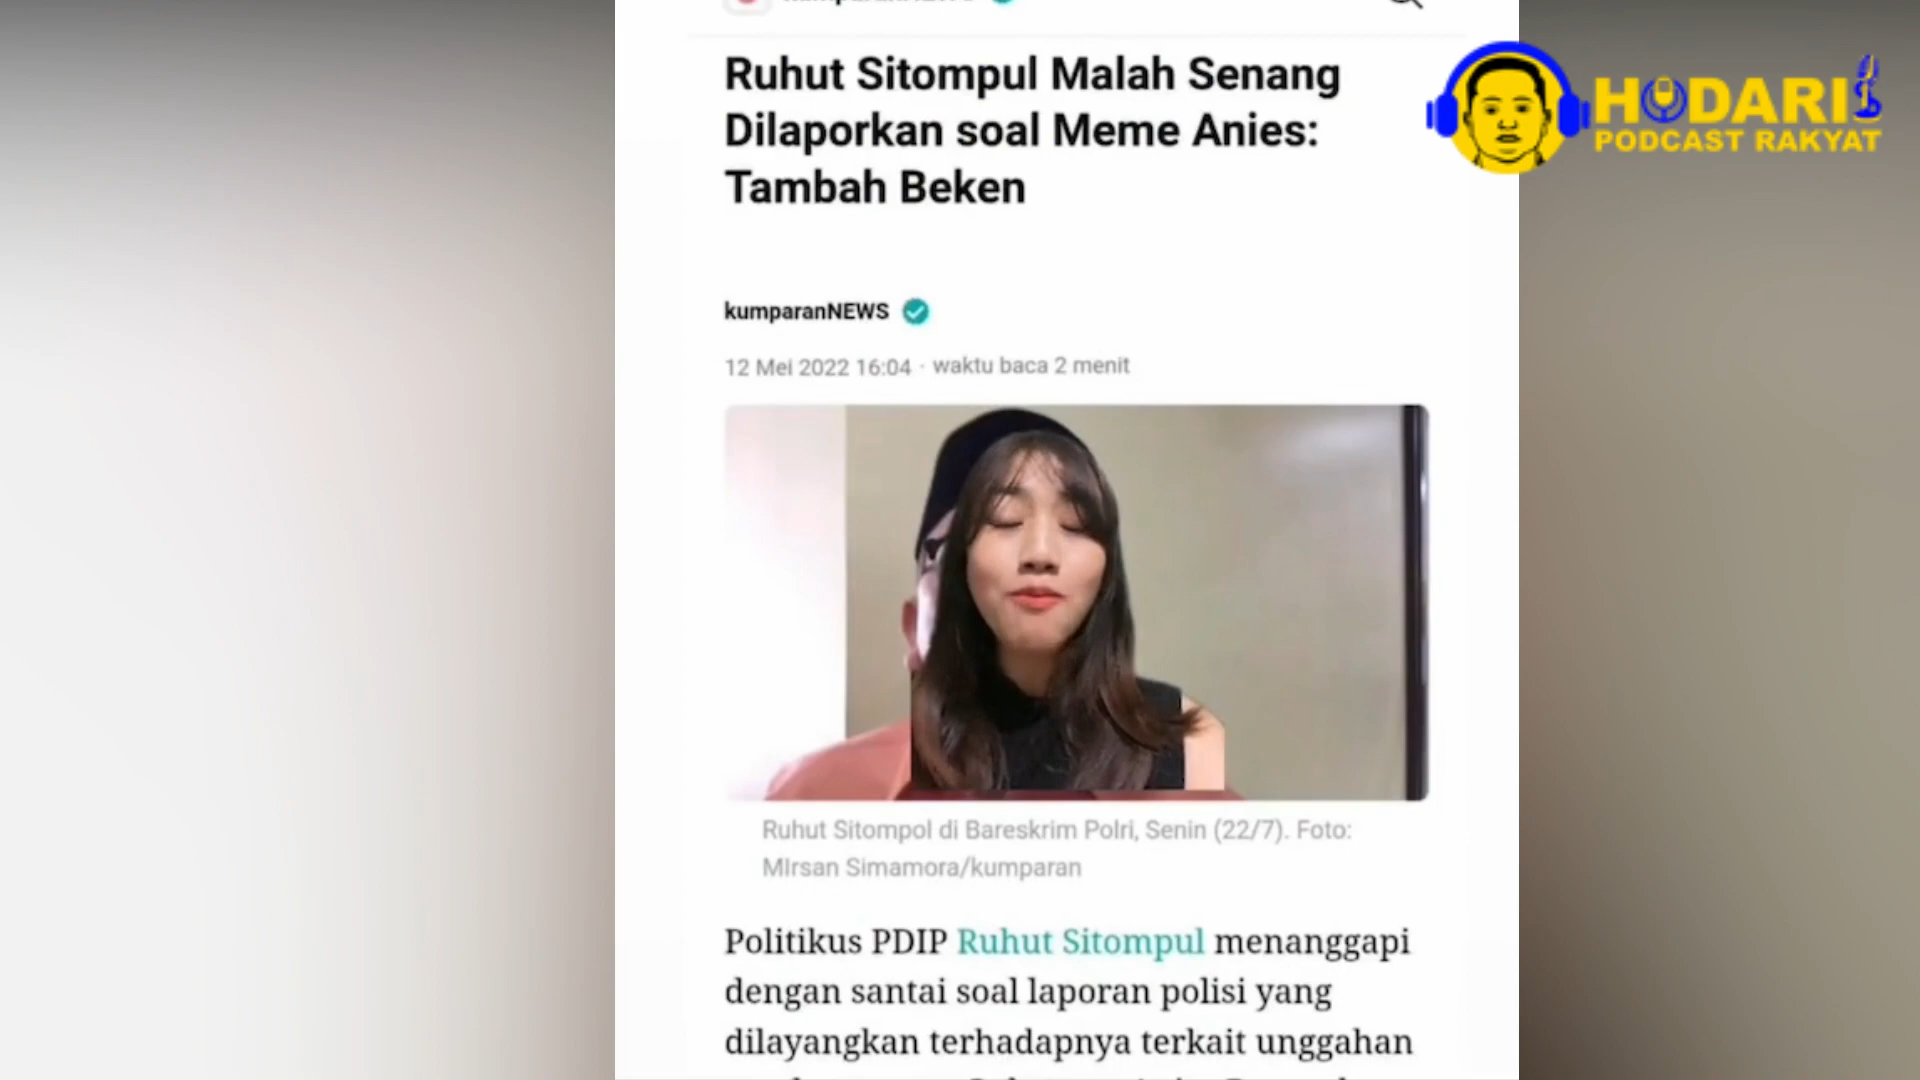 Ruhut Sitompul Malah Senang
Dilaporkan soal Meme Anies:
Tambah Beken
kumparanNEWS
12 Mei 2022 16:04 · waktu baca 2 menit
Ruhut Sitompol di Bareskrim Polri, Senin (22/7). Foto:
MIrsan Simamora/kumparan
Politikus PDIP Ruhut Sitompul menanggapi
dengan santai soal laporan polisi yang
dilayangkan terhadapnya terkait unggahan
HODARI
PODCAST RAKYAT